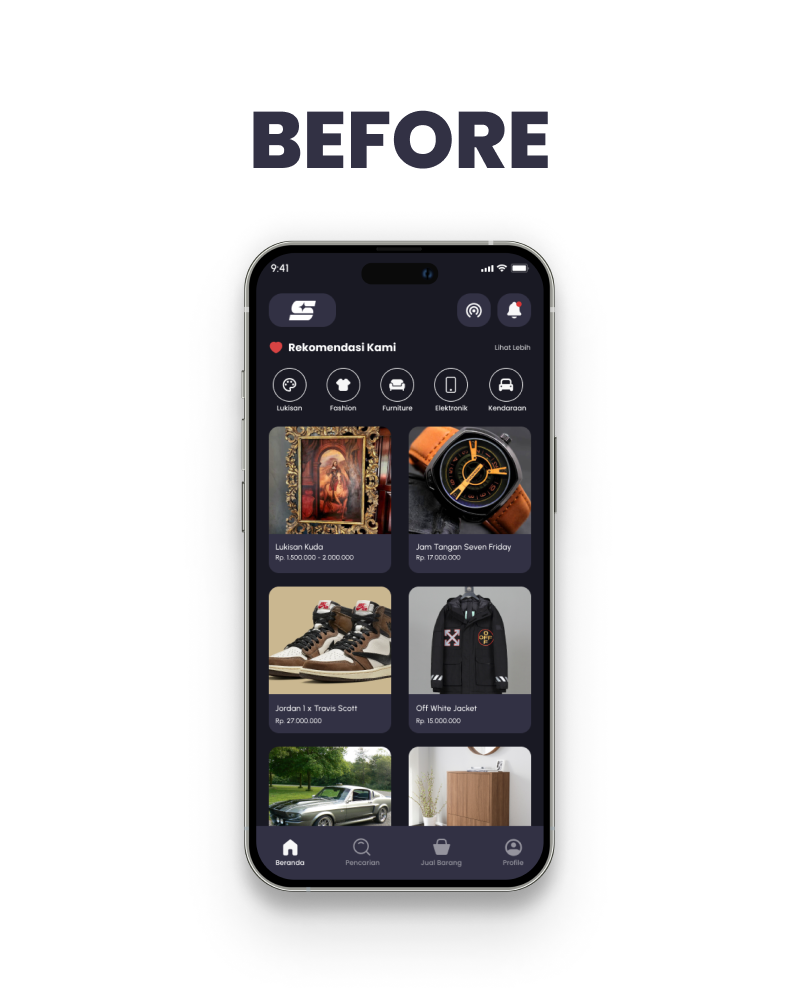 BEFORE
9:41
Rekomendasi Kami
Lihat Lebih
Lukisan
Fashion
Furniture
Elektronik
Kendaraan
Lukisan Kuda
Rp. 1.500.000 - 2.000.000
Jam Tangan Seven Friday
Rp. 17.000.000
Jordan 1 x Travis Scott
Rp. 27.000.000
OFF
Off White Jacket
Rp. 15.000.000
Beranda
Pencarian
Jual Barang
Profile